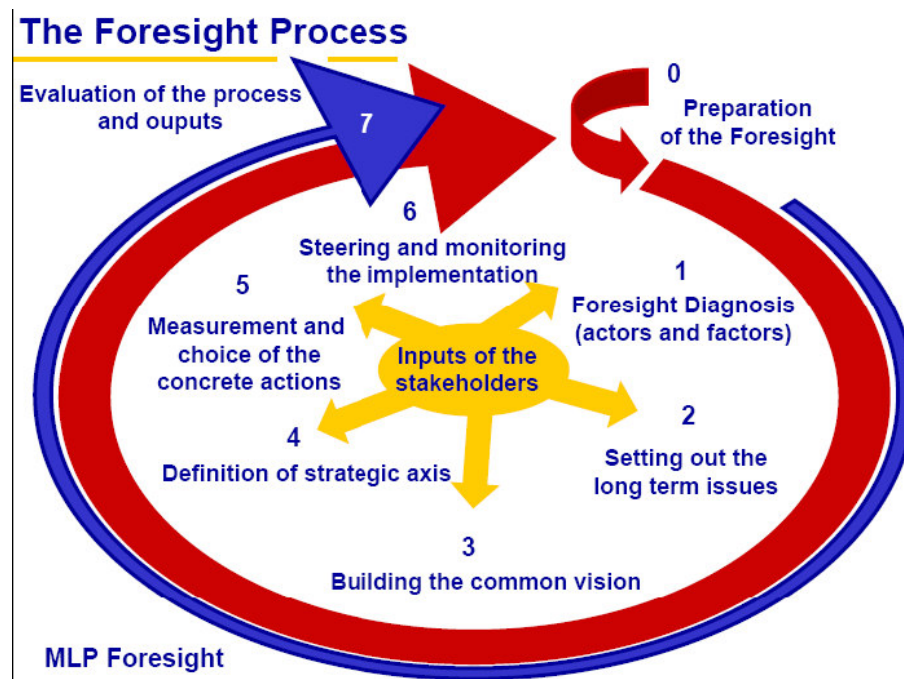 The Foresight Process
0
Preparation
of the Foresight
1
Foresight Diagnosis
(actors and factors)
2
Setting out the
long term issues
3
Building the common vision
4
Definition of strategic axis
5
Measurement and
choice of the
concrete actions
6
Steering and monitoring
the implementation
7
Evaluation of the process
and ouputs
Inputs of the
stakeholders
MLP Foresight